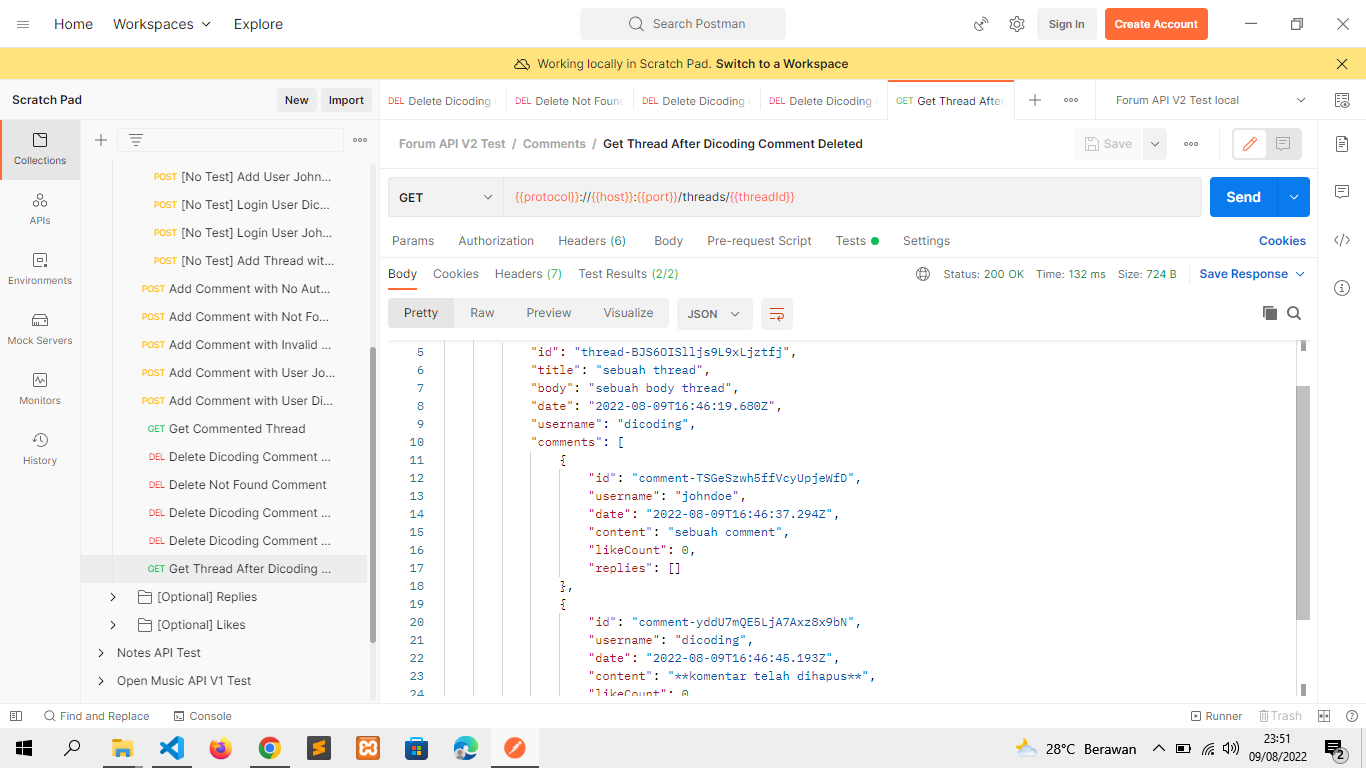 Home Workspaces Explore Search Postman Sign In Create Account
Working locally in Scratch Pad. Switch to a Workspace
Scratch Pad New Import
DEL Delete Dicoding DEL Delete Not Foun DEL Delete Dicoding DEL Delete Dicoding GET Get Thread After Forum API V2 Test local
Collections
APIs
Environments
Mock Servers
Monitors
History
POST [No Test] Add User John...
POST [No Test] Login User Dic...
POST [No Test] Login User Joh...
POST [No Test] Add Thread wit...
POST Add Comment with No Aut...
POST Add Comment with Not Fo...
POST Add Comment with Invalid ...
POST Add Comment with User Jo...
POST Add Comment with User Di...
GET Get Commented Thread
DEL Delete Dicoding Comment ...
DEL Delete Not Found Comment
DEL Delete Dicoding Comment ...
DEL Delete Dicoding Comment ...
GET Get Thread After Dicoding ...
[Optional] Replies
[Optional] Likes
Notes API Test
Open Music API V1 Test
Forum API V2 Test / Comments / Get Thread After Dicoding Comment Deleted Save
GET {{protocol}}://{{host}}:{{port}}/threads/{{threadId}} Send
Params Authorization Headers (6) Body Pre-request Script Tests Settings Cookies
Body Cookies Headers (7) Test Results (2/2) Status: 200 OK Time: 132 ms Size: 724 B Save Response
Pretty Raw Preview Visualize JSON
5 "id": "thread-BJS6OISlljs9L9xLjztfj",
6 "title": "sebuah thread",
7 "body": "sebuah body thread",
8 "date": "2022-08-09T16:46:19.680Z",
9 "username": "dicoding",
10 "comments": [
11 {
12 "id": "comment-TSGeSzwh5ffVcyUpjeWfD",
13 "username": "johndoe",
14 "date": "2022-08-09T16:46:37.294Z",
15 "content": "sebuah comment",
16 "likeCount": 0,
17 "replies": []
18 },
19 {
20 "id": "comment-yddU7mQE5LjA7Axz8x9bN",
21 "username": "dicoding",
22 "date": "2022-08-09T16:46:45.193Z",
23 "content": "**komentar telah dihapus**",
24 "likeCount": 0
Find and Replace Console Runner Trash
28°C Berawan 23:51
09/08/2022
2